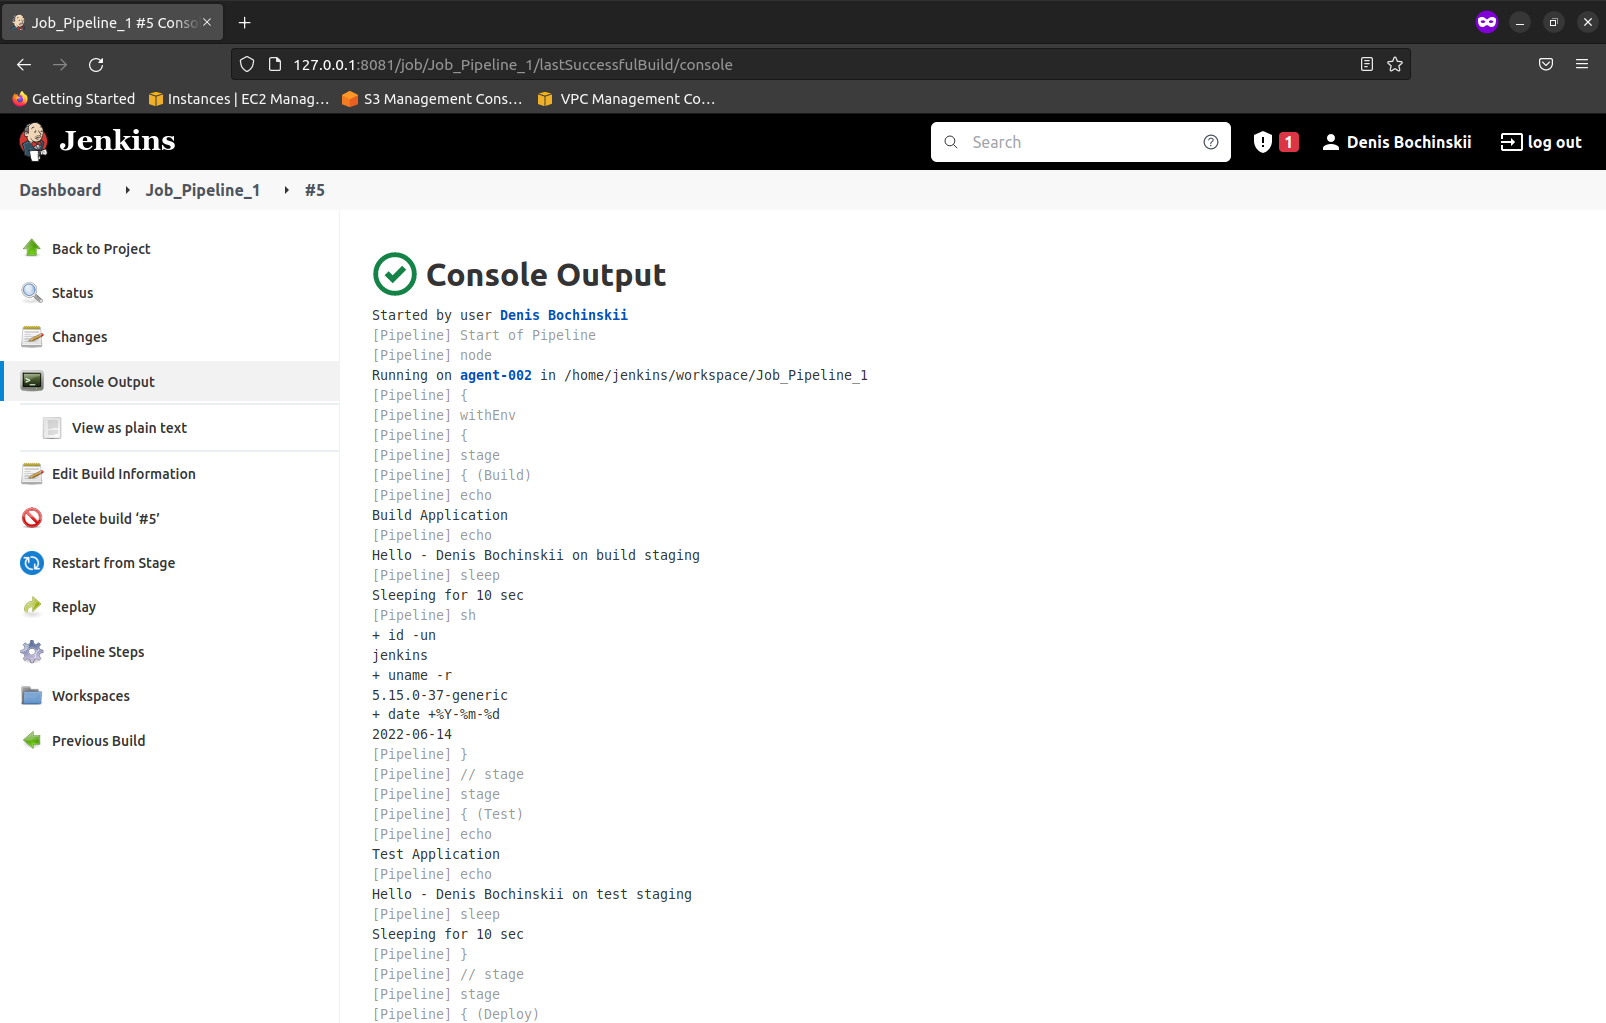 Job_Pipeline_1 #5 Conso
127.0.0.1:8081/job/Job_Pipeline_1/lastSuccessfulBuild/console
Getting Started
Instances | EC2 Manag…
S3 Management Cons…
VPC Management Co…
Jenkins
Search
1
Denis Bochinskii
log out
Dashboard
Job_Pipeline_1
#5
Back to Project
Status
Changes
Console Output
View as plain text
Edit Build Information
Delete build ‘#5’
Restart from Stage
Replay
Pipeline Steps
Workspaces
Previous Build
Console Output
Started by user Denis Bochinskii
[Pipeline] Start of Pipeline
[Pipeline] node
Running on agent-002 in /home/jenkins/workspace/Job_Pipeline_1
[Pipeline] {
[Pipeline] withEnv
[Pipeline] {
[Pipeline] stage
[Pipeline] { (Build)
[Pipeline] echo
Build Application
[Pipeline] echo
Hello - Denis Bochinskii on build staging
[Pipeline] sleep
Sleeping for 10 sec
[Pipeline] sh
+ id -un
jenkins
+ uname -r
5.15.0-37-generic
+ date +%Y-%m-%d
2022-06-14
[Pipeline] }
[Pipeline] // stage
[Pipeline] stage
[Pipeline] { (Test)
[Pipeline] echo
Test Application
[Pipeline] echo
Hello - Denis Bochinskii on test staging
[Pipeline] sleep
Sleeping for 10 sec
[Pipeline] }
[Pipeline] // stage
[Pipeline] stage
[Pipeline] { (Deploy)